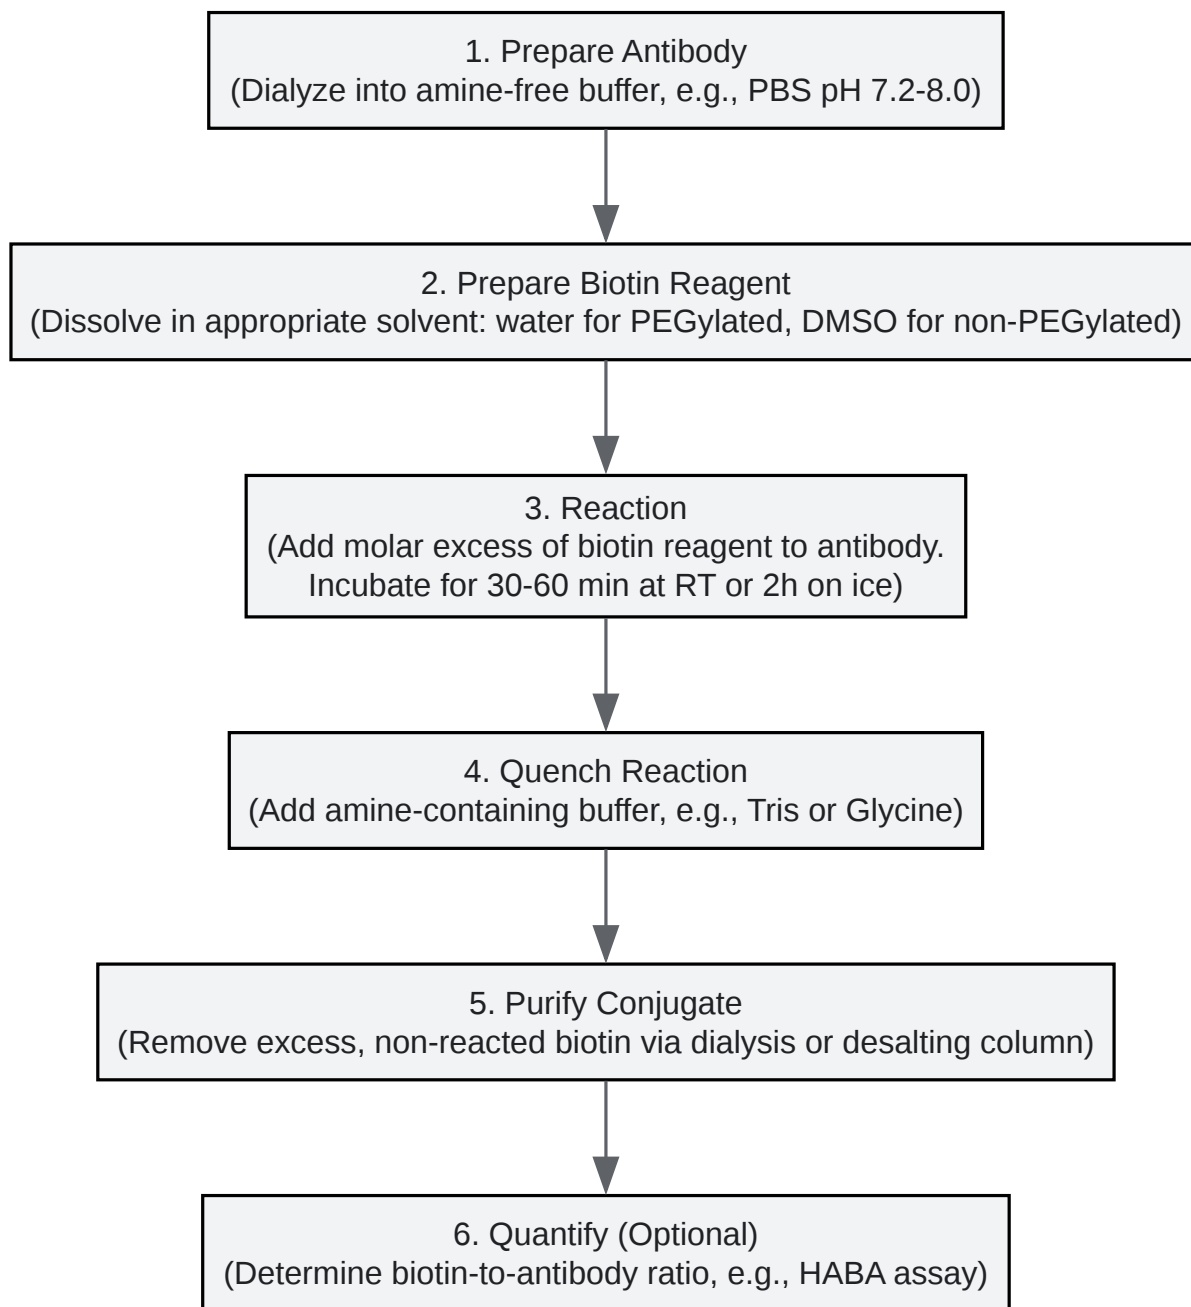 1. Prepare Antibody
(Dialyze into amine-free buffer, e.g., PBS pH 7.2-8.0)
2. Prepare Biotin Reagent
(Dissolve in appropriate solvent: water for PEGylated, DMSO for non-PEGylated)
3. Reaction
(Add molar excess of biotin reagent to antibody.
Incubate for 30-60 min at RT or 2h on ice)
4. Quench Reaction
(Add amine-containing buffer, e.g., Tris or Glycine)
5. Purify Conjugate
(Remove excess, non-reacted biotin via dialysis or desalting column)
6. Quantify (Optional)
(Determine biotin-to-antibody ratio, e.g., HABA assay)